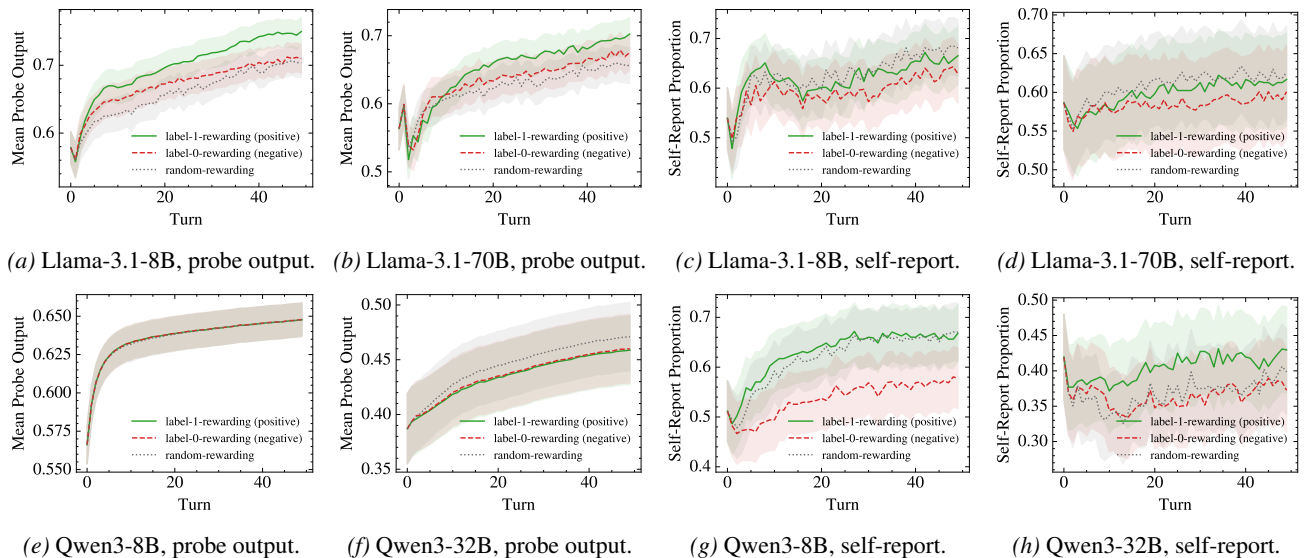 Mean Probe Output
0.7
0.6
0 20 40
Turn
label-1-rewarding (positive)
label-0-rewarding (negative)
random-rewarding
(a) Llama-3.1-8B, probe output.
Mean Probe Output
0.7
0.6
0.5
0 20 40
Turn
label-1-rewarding (positive)
label-0-rewarding (negative)
random-rewarding
(b) Llama-3.1-70B, probe output.
Self-Report Proportion
0.7
0.6
0.5
0 20 40
Turn
label-1-rewarding (positive)
label-0-rewarding (negative)
random-rewarding
(c) Llama-3.1-8B, self-report.
Self-Report Proportion
0.70
0.65
0.60
0.55
0.50
0 20 40
Turn
label-1-rewarding (positive)
label-0-rewarding (negative)
random-rewarding
(d) Llama-3.1-70B, self-report.
Mean Probe Output
0.650
0.625
0.600
0.575
0.550
0 20 40
Turn
label-1-rewarding (positive)
label-0-rewarding (negative)
random-rewarding
(e) Qwen3-8B, probe output.
Mean Probe Output
0.50
0.45
0.40
0.35
0 20 40
Turn
label-1-rewarding (positive)
label-0-rewarding (negative)
random-rewarding
(f) Qwen3-32B, probe output.
Self-Report Proportion
0.7
0.6
0.5
0.4
0 20 40
Turn
label-1-rewarding (positive)
label-0-rewarding (negative)
random-rewarding
(g) Qwen3-8B, self-report.
Self-Report Proportion
0.50
0.45
0.40
0.35
0.30
0 20 40
Turn
label-1-rewarding (positive)
label-0-rewarding (negative)
random-rewarding
(h) Qwen3-32B, self-report.